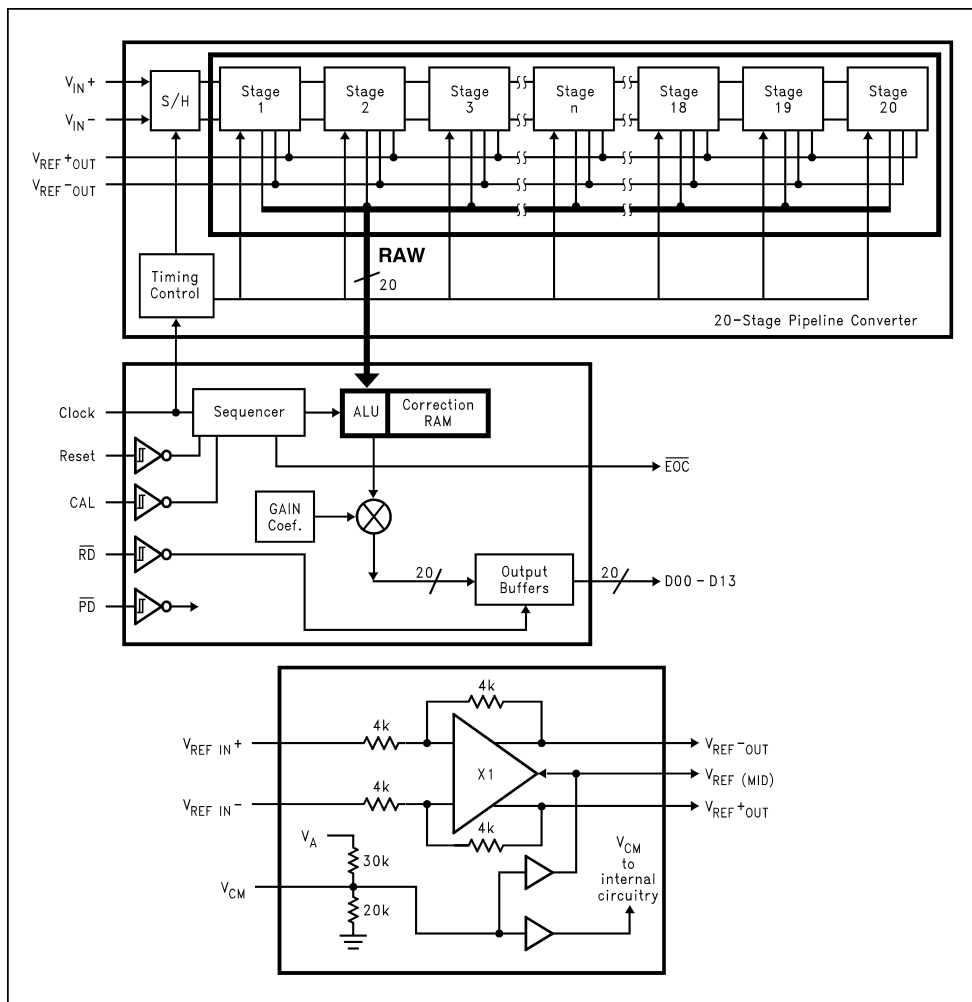 V_IN+
V_IN-
S/H
Stage 1
Stage 2
Stage 3
Stage n
Stage 18
Stage 19
Stage 20
V_REF+OUT
V_REF-OUT
RAW
20
Timing Control
20-Stage Pipeline Converter
Clock
Sequencer
ALU
Correction RAM
Reset
EOC
CAL
GAIN Coef.
RD
20
Output Buffers
20
D00-D13
PD
4k
V_REF IN+
4k
V_REF-OUT
X1
V_REF (MID)
V_REF IN-
4k
V_REF+OUT
4k
V_A
30k
V_CM to internal circuitry
V_CM
20k